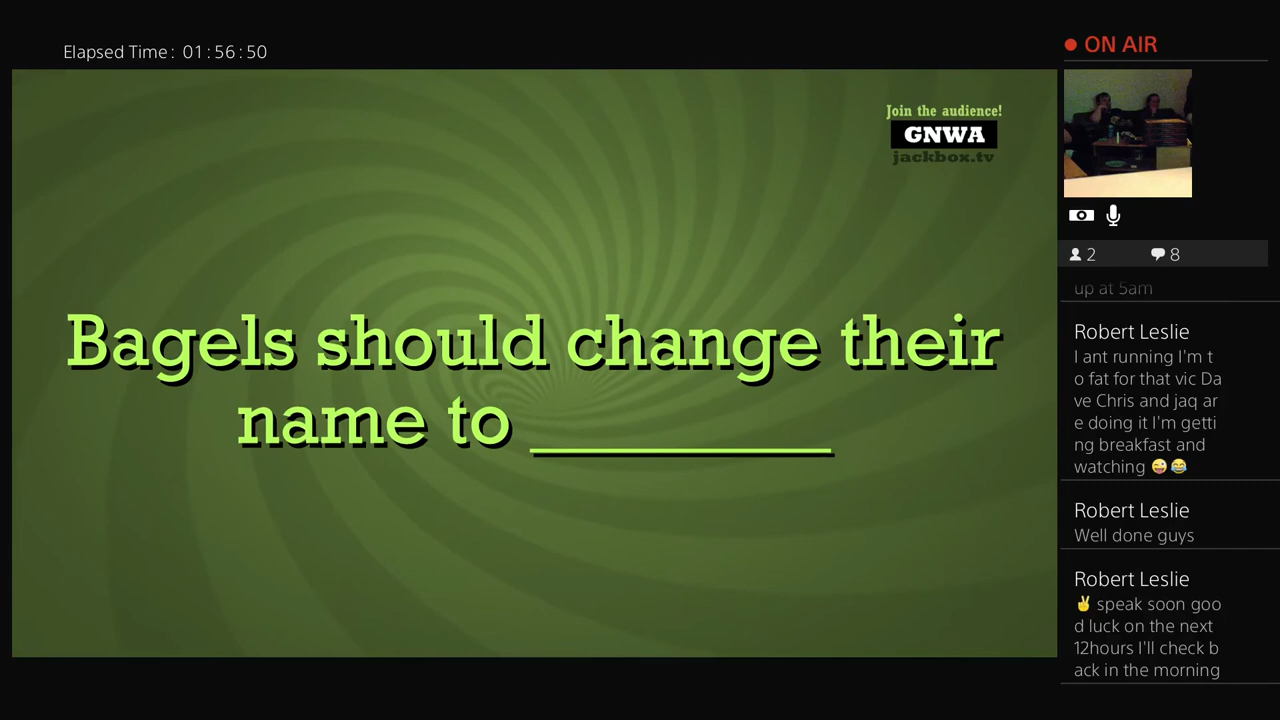 Elapsed Time: 01:56:50
ON AIR
Join the audience!
GNWA
jackbox.tv
Bagels should change their
name to __________
2
8
up at 5am
Robert Leslie
I ant running I'm t
o fat for that vic Da
ve Chris and jaq ar
e doing it I'm getti
ng breakfast and
watching 😜😂
Robert Leslie
Well done guys
Robert Leslie
✌ speak soon goo
d luck on the next
12hours I'll check b
ack in the morning